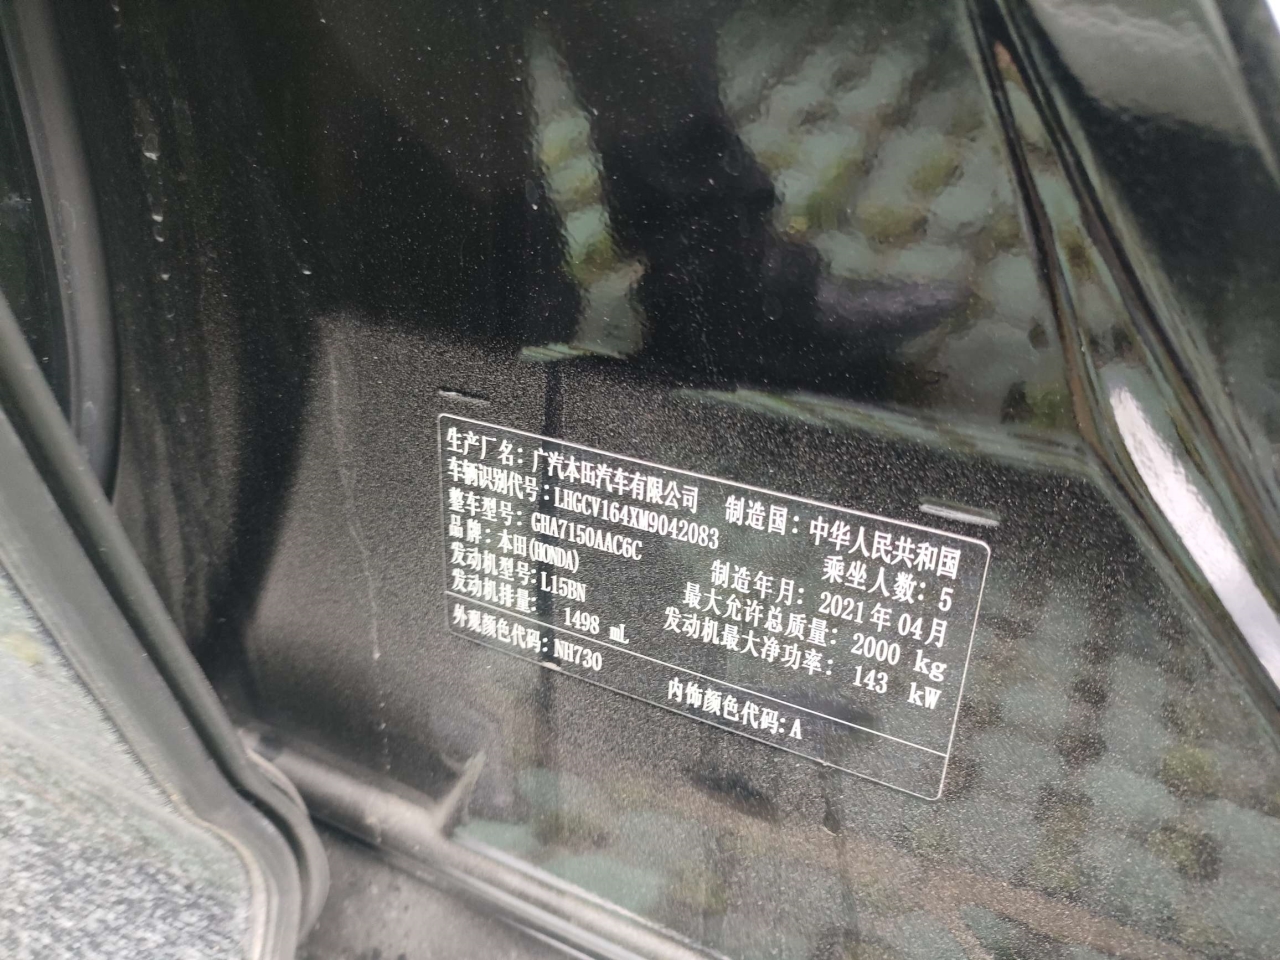 生产厂名：广汽本田汽车有限公司 制造国：中华人民共和国
车辆识别代号：LHGCV164XM9042083 乘坐人数：5
整车型号：GHA7150AAC6C 制造年月：2021年04月
品牌：本田(HONDA) 最大允许总质量：2000 kg
发动机型号：L15BN 发动机最大净功率：143 kW
发动机排量：1498 mL
外观颜色代码：NH730 内饰颜色代码：A